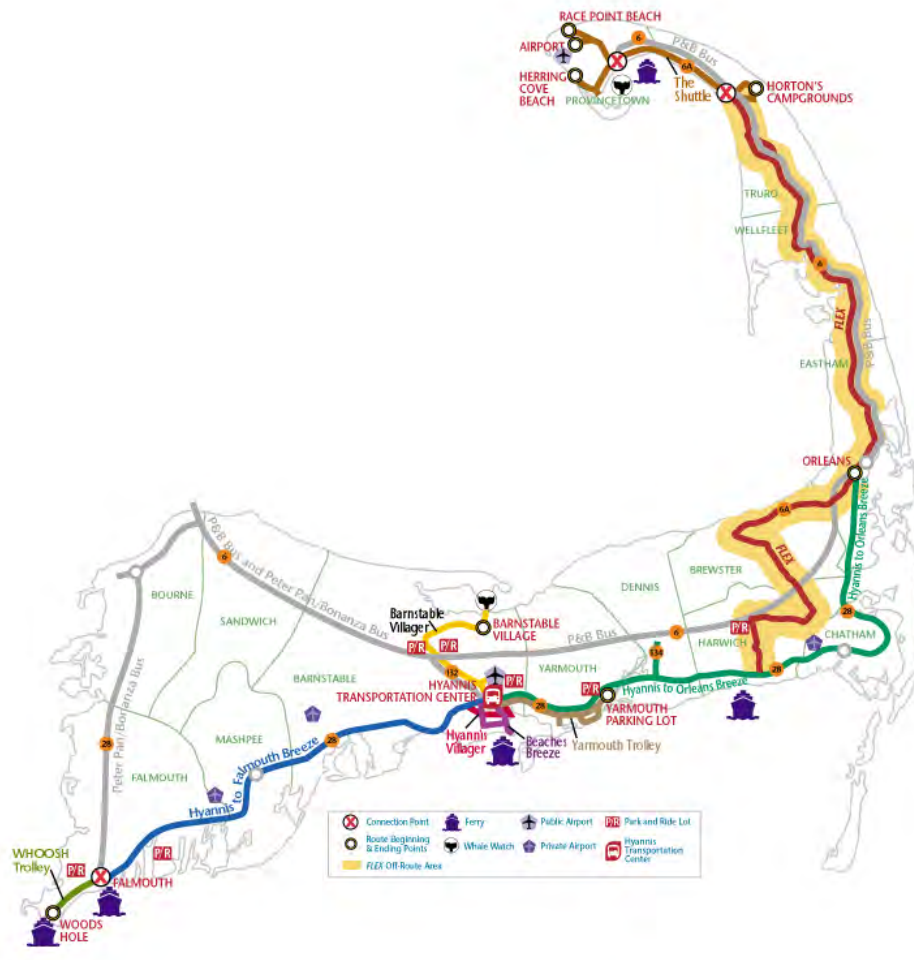 RACE POINT BEACH
6
P&B Bus
AIRPORT
6A
HERRING
COVE
BEACH
PROVINCETOWN
The
Shuttle
HORTON'S
CAMPGROUNDS
TRURO
WELLFLEET
6
FLEX
P&B Bus
EASTHAM
ORLEANS
6A
Hyannis to Orleans Breeze
FLEX
P&B Bus and Peter Pan/Bonanza Bus
6
BREWSTER
DENNIS
BOURNE
SANDWICH
Barnstable
Villager
BARNSTABLE
VILLAGE
P&B Bus
6
P/R
HARWICH
28
CHATHAM
P/R
P/R
134
132
YARMOUTH
BARNSTABLE
HYANNIS
TRANSPORTATION CENTER
P/R
P/R
28
Hyannis to Orleans Breeze
28
YARMOUTH
PARKING LOT
Peter Pan/Bonanza Bus
28
MASHPEE
Hyannis to Falmouth Breeze
28
Hyannis
Villager
Beaches
Breeze
Yarmouth Trolley
FALMOUTH
WHOOSH
Trolley
P/R
P/R
FALMOUTH
WOODS
HOLE
Connection Point
Ferry
Public Airport
P/R Park and Ride Lot
Route Beginning
& Ending Points
Whale Watch
Private Airport
Hyannis
Transportation
Center
FLEX Off-Route Area